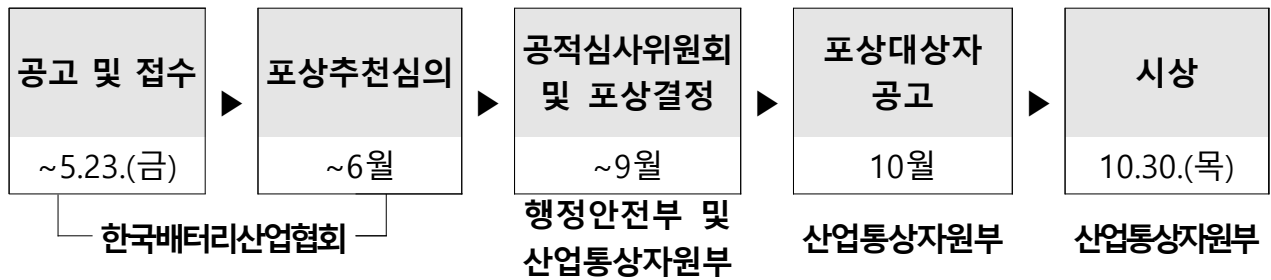 공고 및 접수
~5.23.(금)
▶
포상추천심의
~6월
▶
공적심사위원회
및 포상결정
~9월
▶
포상대상자
공고
10월
▶
시상
10.30.(목)
한국배터리산업협회
행정안전부 및
산업통상자원부
산업통상자원부
산업통상자원부